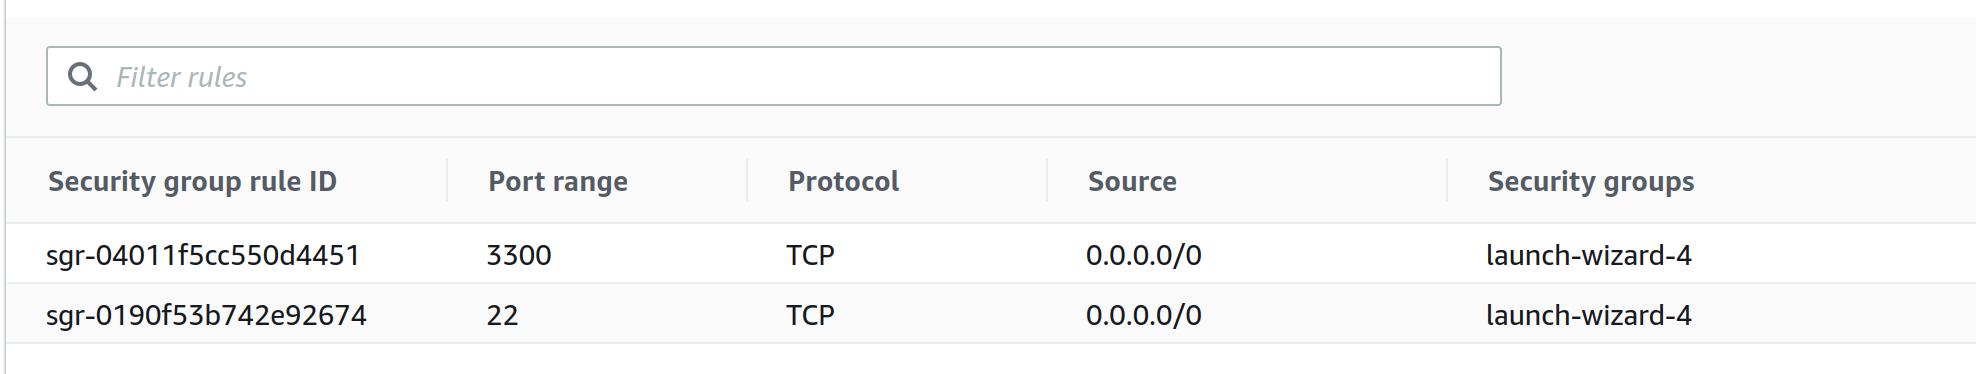 Filter rules
Security group rule ID Port range Protocol Source Security groups
sgr-04011f5cc550d4451 3300 TCP 0.0.0.0/0 launch-wizard-4
sgr-0190f53b742e92674 22 TCP 0.0.0.0/0 launch-wizard-4